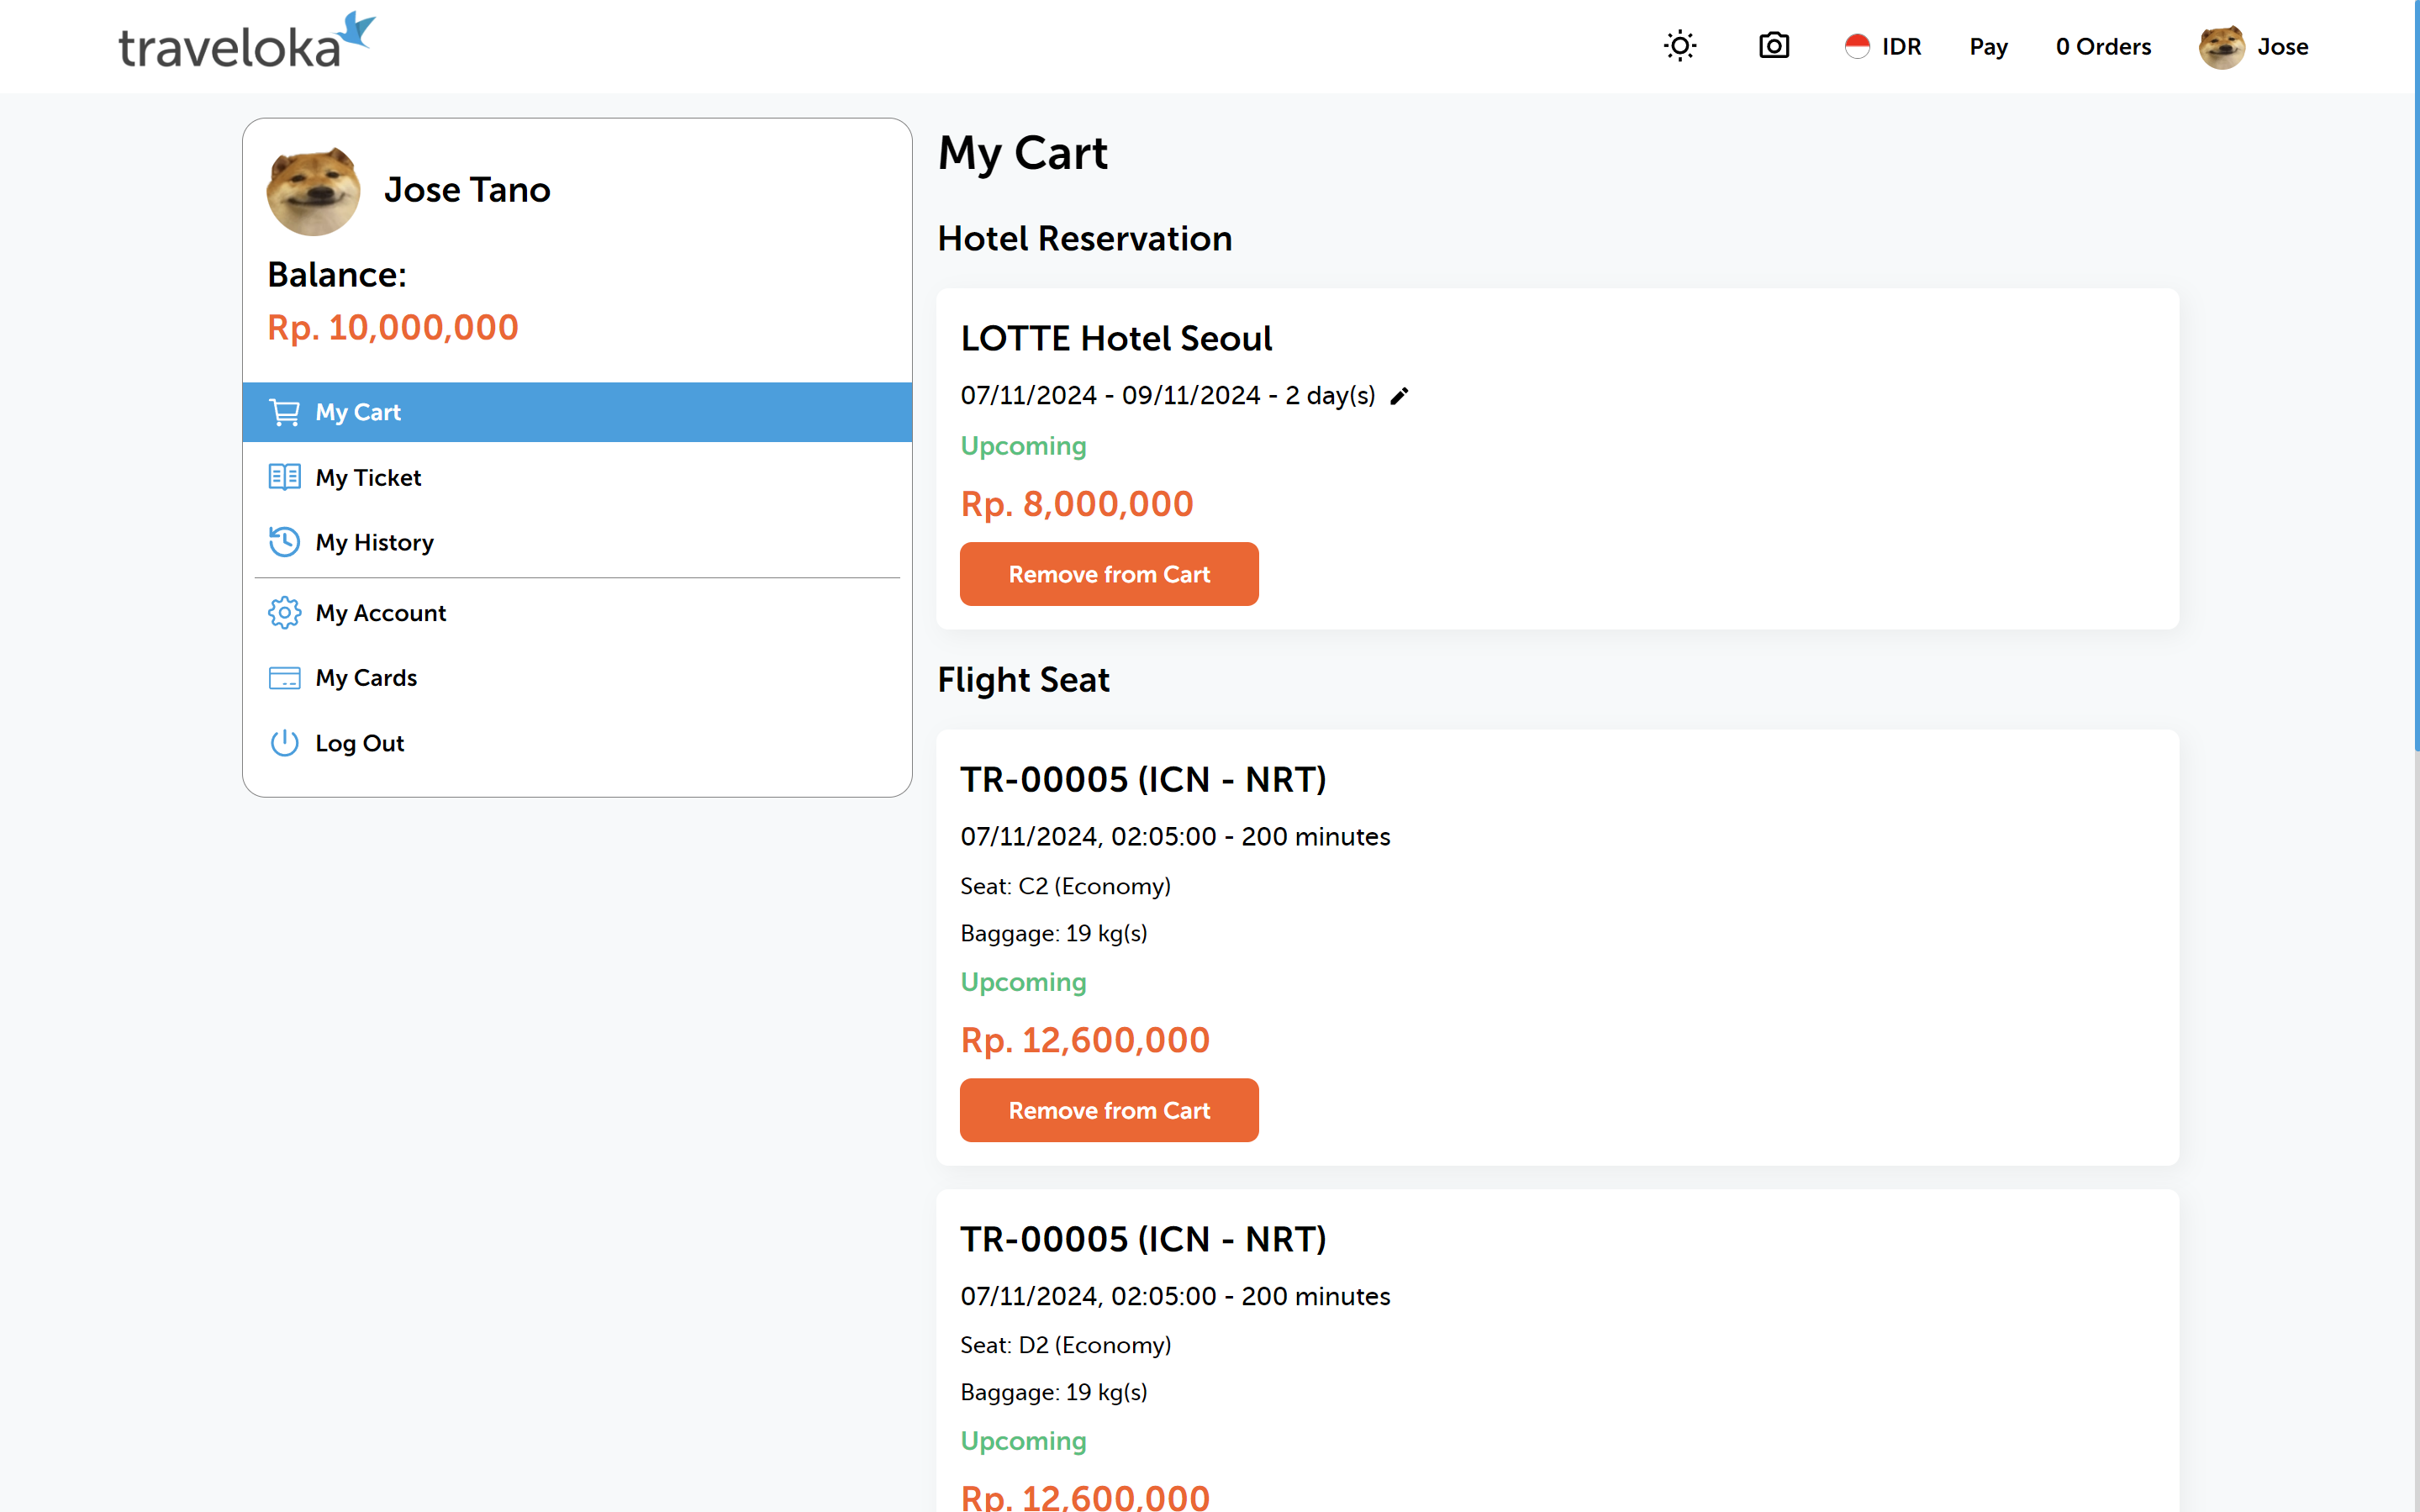 traveloka
IDR
Pay
0 Orders
Jose
Jose Tano
Balance:
Rp. 10,000,000
My Cart
My Ticket
My History
My Account
My Cards
Log Out
My Cart
Hotel Reservation
LOTTE Hotel Seoul
07/11/2024 - 09/11/2024 - 2 day(s)
Upcoming
Rp. 8,000,000
Remove from Cart
Flight Seat
TR-00005 (ICN - NRT)
07/11/2024, 02:05:00 - 200 minutes
Seat: C2 (Economy)
Baggage: 19 kg(s)
Upcoming
Rp. 12,600,000
Remove from Cart
TR-00005 (ICN - NRT)
07/11/2024, 02:05:00 - 200 minutes
Seat: D2 (Economy)
Baggage: 19 kg(s)
Upcoming
Rp. 12,600,000